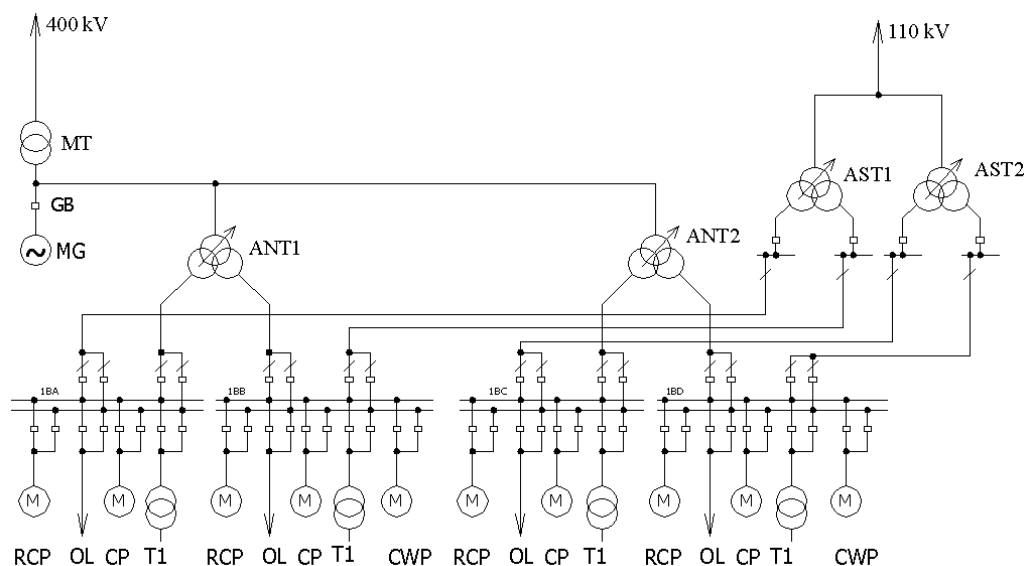 400 kV
110 kV
MT
AST1
AST2
GB
MG
ANT1
ANT2
1BA
1BB
1BC
1BD
M M M M M M M M M M
RCP OL CP T1 RCP OL CP T1 CWP RCP OL CP T1 RCP OL CP T1 CWP